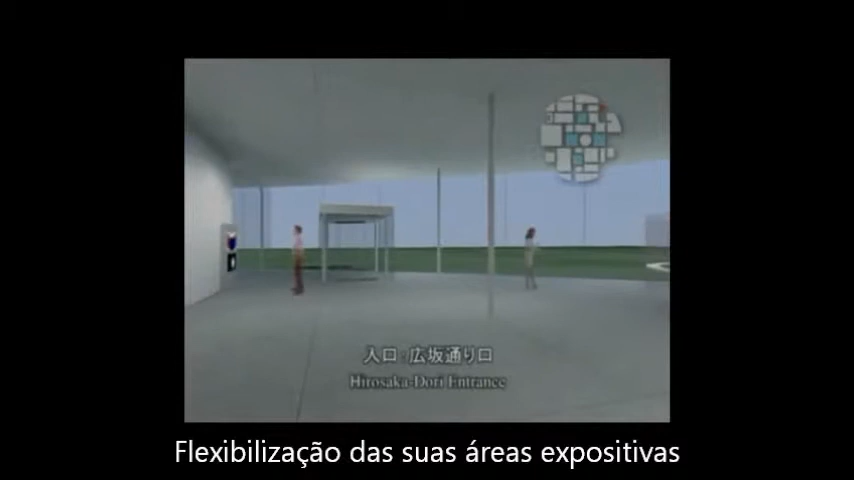 入口・広坂通り口
Hirosaka-Dori Entrance
Flexibilização das suas áreas expositivas